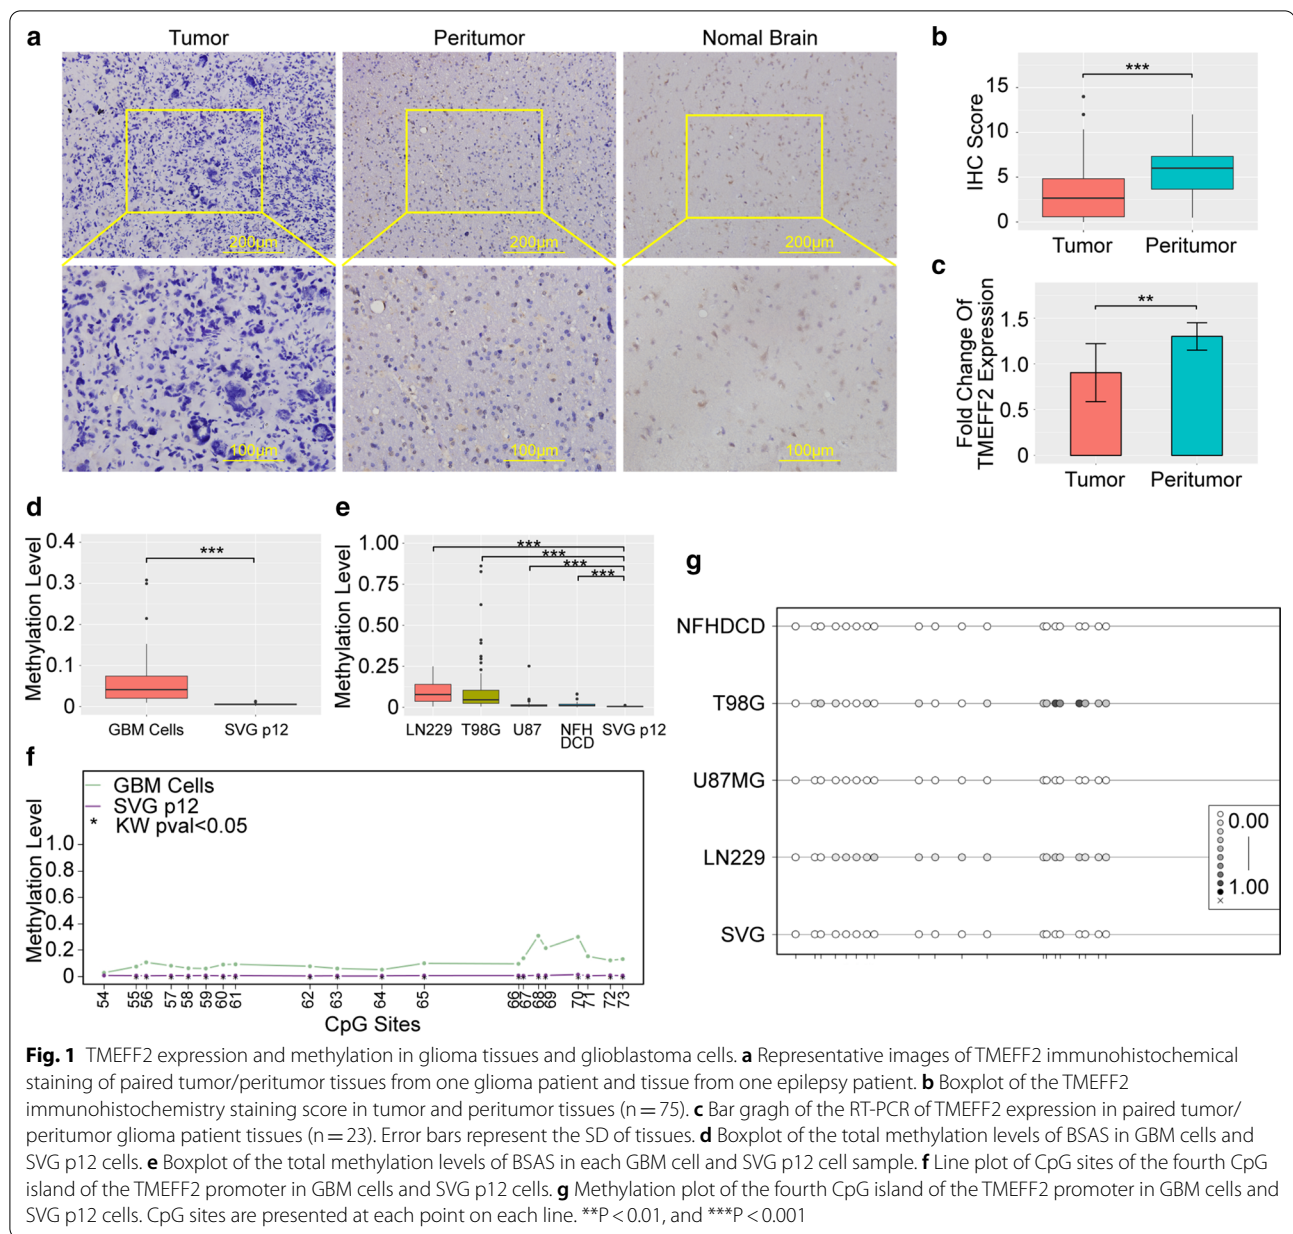 a
Tumor
Peritumor
Nomal Brain
200μm
200μm
200μm
100μm
100μm
100μm
b
IHC Score
15
10
5
0
***
Tumor
Peritumor
c
Fold Change Of
TMEFF2 Expression
1.5
1.0
0.5
0
**
Tumor
Peritumor
d
Methylation Level
0.4
0.3
0.2
0.1
0
***
GBM Cells
SVG p12
e
Methylation Level
1.00
0.75
0.50
0.25
0
***
***
***
***
LN229
T98G
U87
NFH
DCD
SVG p12
f
GBM Cells
SVG p12
* KW pval<0.05
Methylation Level
1.0
0.8
0.6
0.4
0.2
0
54 55 56 57 58 59 60 61 62 63 64 65 66 67 68 69 70 71 72 73
CpG Sites
g
NFHDCD
T98G
U87MG
LN229
SVG
0.00
1.00
×
Fig. 1 TMEFF2 expression and methylation in glioma tissues and glioblastoma cells. a Representative images of TMEFF2 immunohistochemical
staining of paired tumor/peritumor tissues from one glioma patient and tissue from one epilepsy patient. b Boxplot of the TMEFF2
immunohistochemistry staining score in tumor and peritumor tissues (n = 75). c Bar gragh of the RT-PCR of TMEFF2 expression in paired tumor/
peritumor glioma patient tissues (n = 23). Error bars represent the SD of tissues. d Boxplot of the total methylation levels of BSAS in GBM cells and
SVG p12 cells. e Boxplot of the total methylation levels of BSAS in each GBM cell and SVG p12 cell sample. f Line plot of CpG sites of the fourth CpG
island of the TMEFF2 promoter in GBM cells and SVG p12 cells. g Methylation plot of the fourth CpG island of the TMEFF2 promoter in GBM cells and
SVG p12 cells. CpG sites are presented at each point on each line. **P < 0.01, and ***P < 0.001